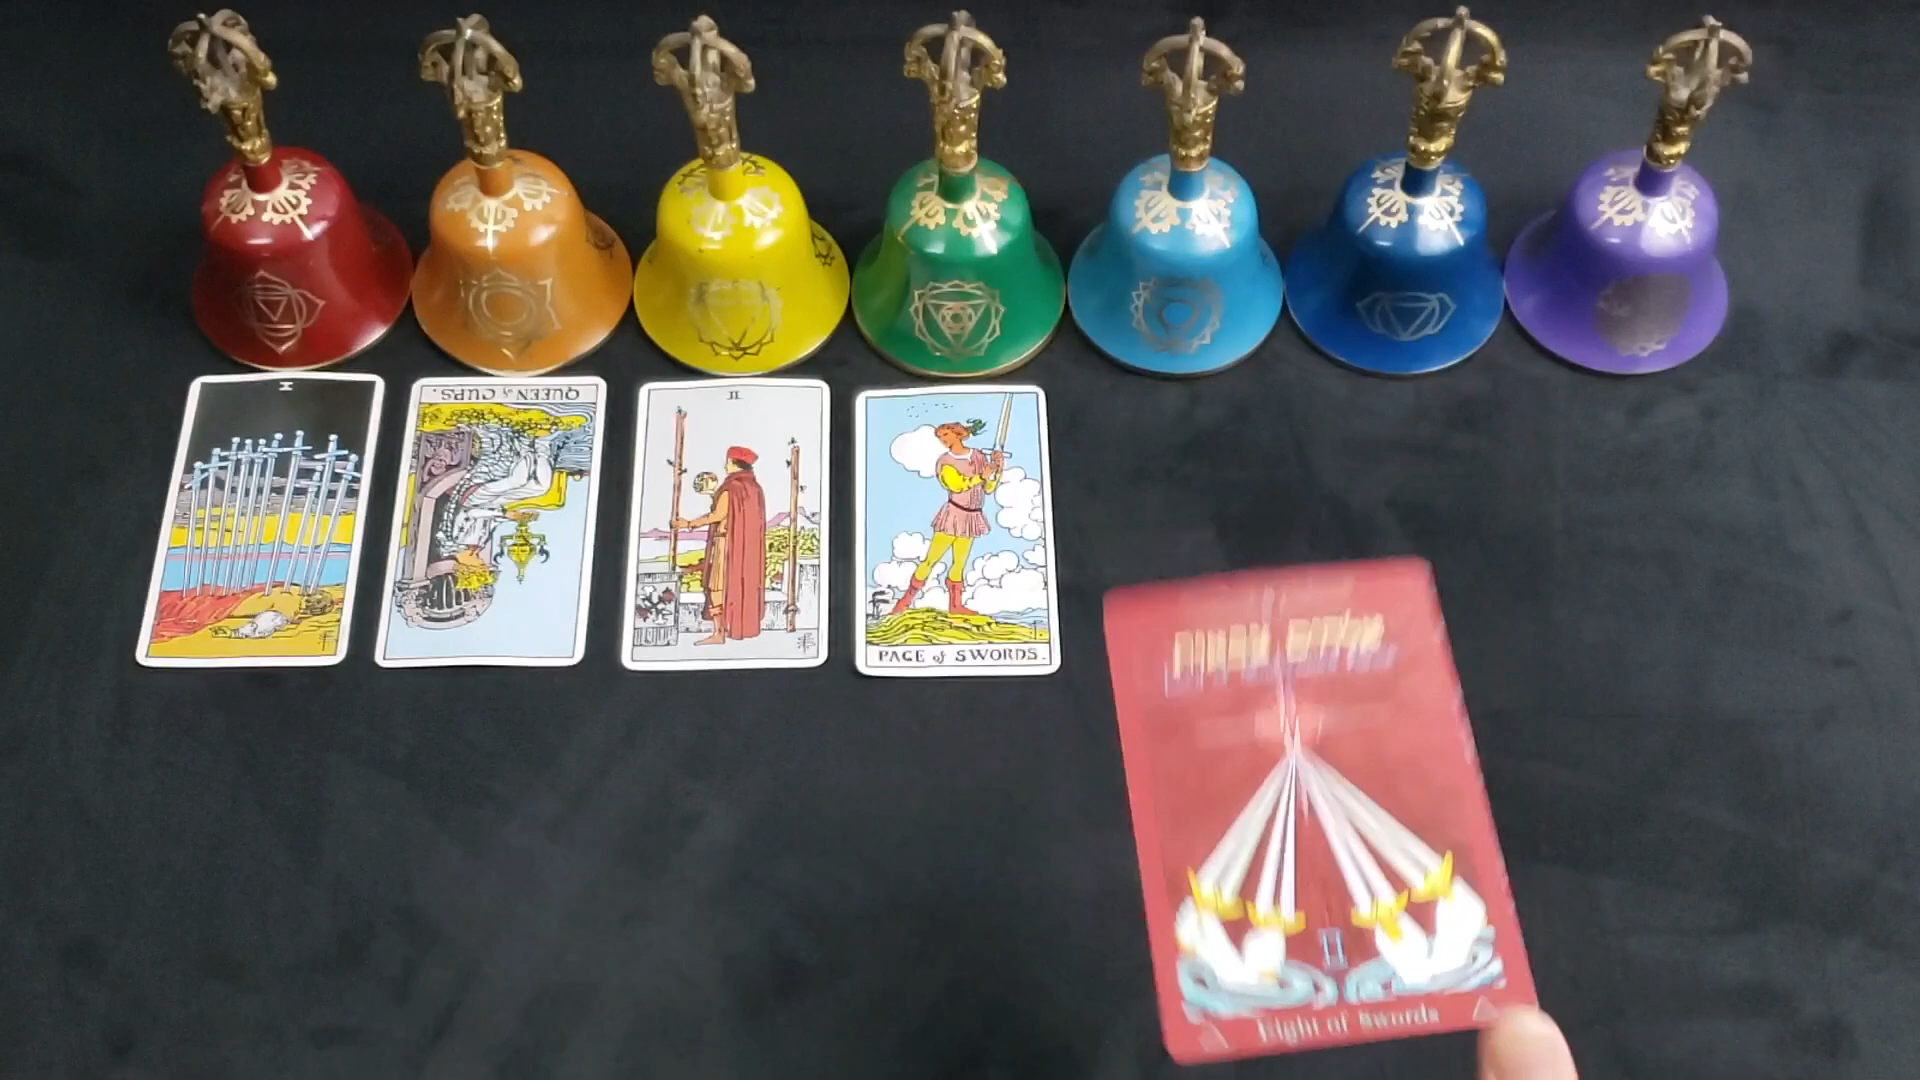 X
QUEEN of CUPS.
II
PAGE of SWORDS.
Eight of Swords